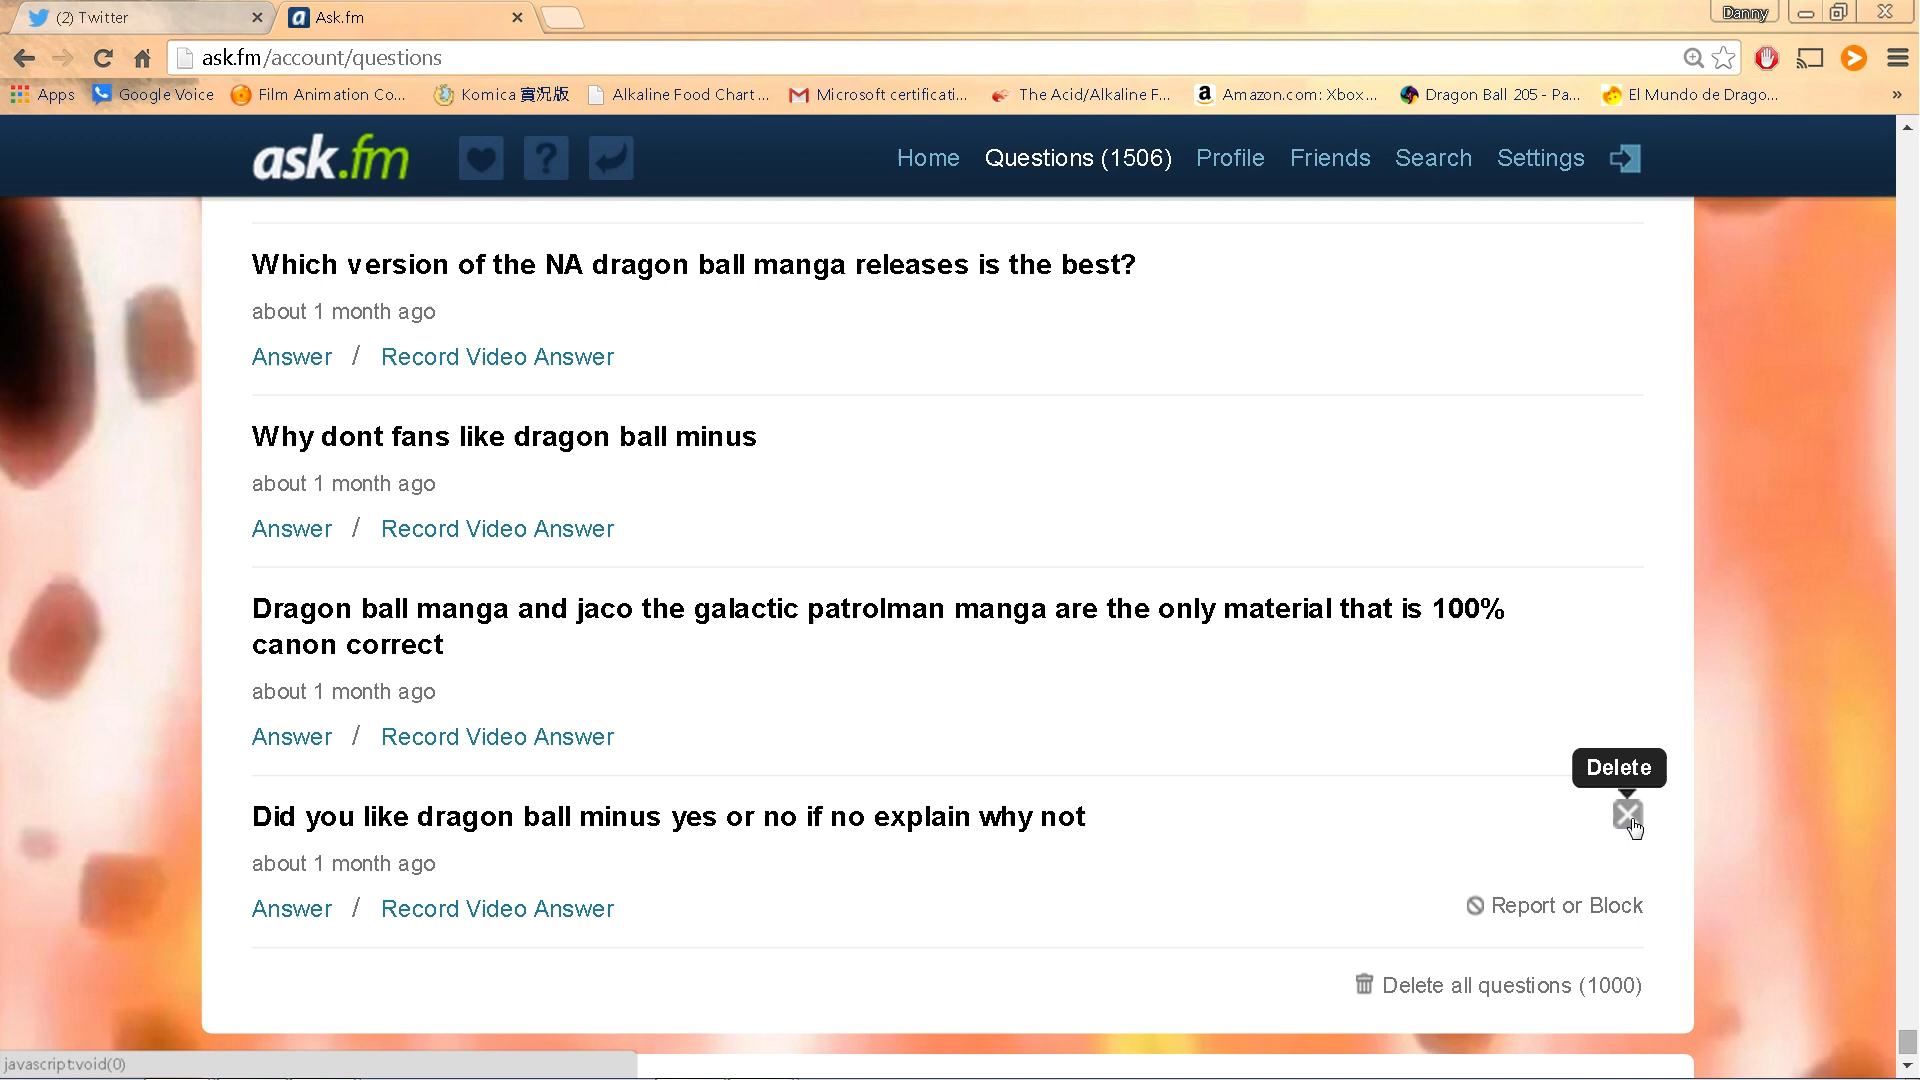 (2) Twitter
Ask.fm
Danny
ask.fm/account/questions
Apps
Google Voice
Film Animation Co...
Komica 實況版
Alkaline Food Chart ...
Microsoft certificati...
The Acid/Alkaline F...
Amazon.com: Xbox...
Dragon Ball 205 - Pa...
El Mundo de Drago...
»
ask.fm
Home
Questions (1506)
Profile
Friends
Search
Settings
Which version of the NA dragon ball manga releases is the best?
about 1 month ago
Answer / Record Video Answer
Why dont fans like dragon ball minus
about 1 month ago
Answer / Record Video Answer
Dragon ball manga and jaco the galactic patrolman manga are the only material that is 100%
canon correct
about 1 month ago
Answer / Record Video Answer
Delete
Did you like dragon ball minus yes or no if no explain why not
about 1 month ago
Answer / Record Video Answer
Report or Block
Delete all questions (1000)
javascript:void(0)